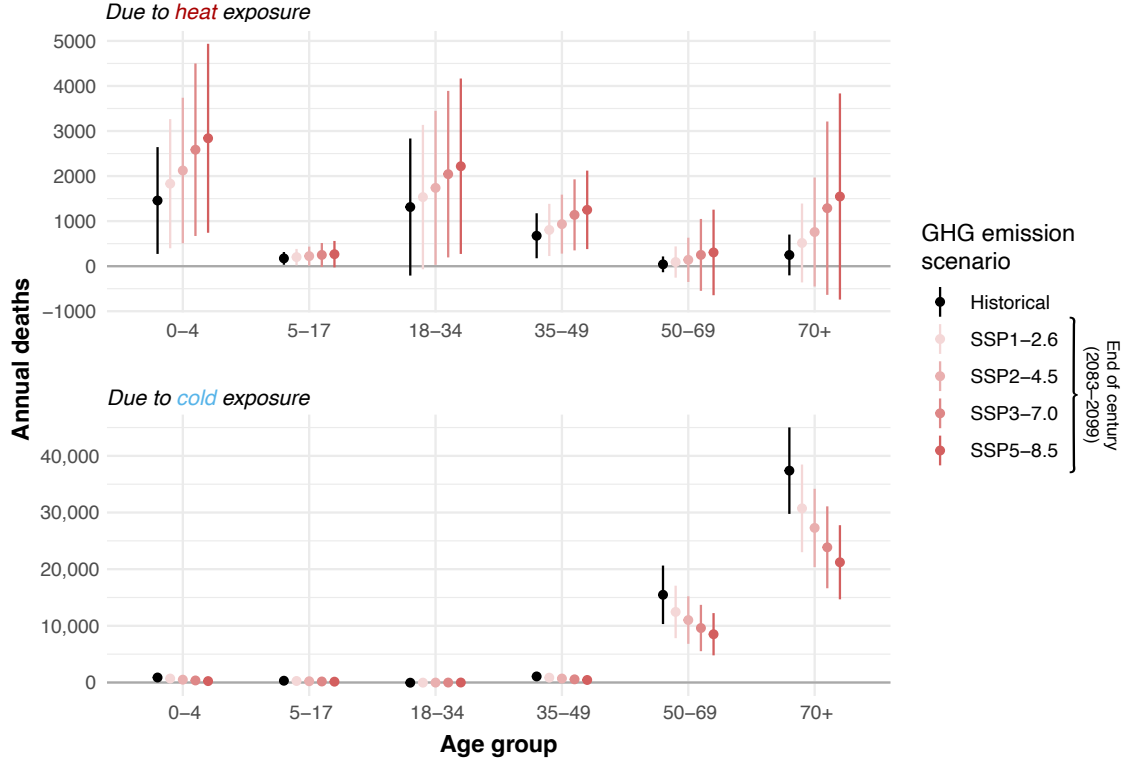 Due to heat exposure
5000
4000
3000
2000
1000
0
−1000
0−4
5−17
18−34
35−49
50−69
70+
Annual deaths
Due to cold exposure
40,000
30,000
20,000
10,000
0
0−4
5−17
18−34
35−49
50−69
70+
Age group
GHG emission
scenario
Historical
SSP1−2.6
SSP2−4.5
SSP3−7.0
SSP5−8.5
End of century
(2083−2099)